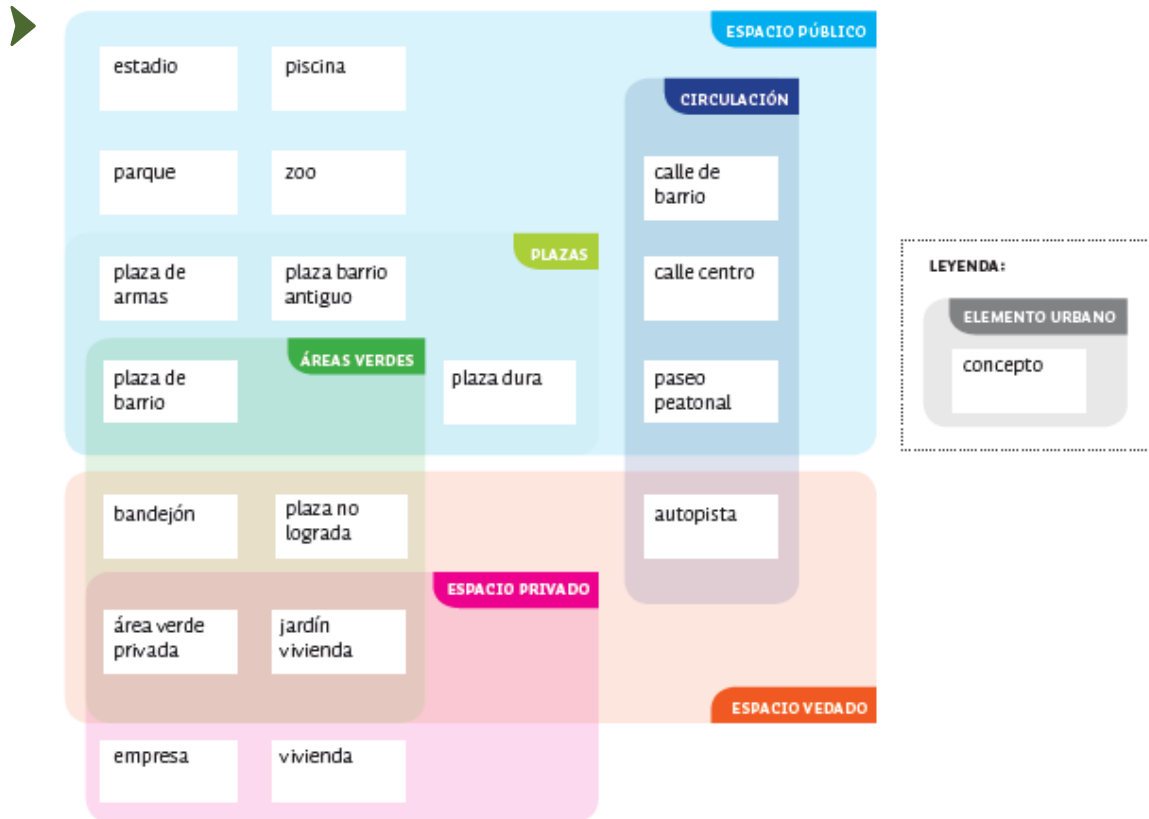 ESPACIO PÚBLICO
estadio
piscina
CIRCULACIÓN
parque
zoo
calle de
barrio
PLAZAS
plaza de
armas
plaza barrio
antiguo
calle centro
LEYENDA:
ELEMENTO URBANO
concepto
ÁREAS VERDES
plaza de
barrio
plaza dura
paseo
peatonal
bandejón
plaza no
lograda
autopista
ESPACIO PRIVADO
área verde
privada
jardín
vivienda
ESPACIO VEDADO
empresa
vivienda